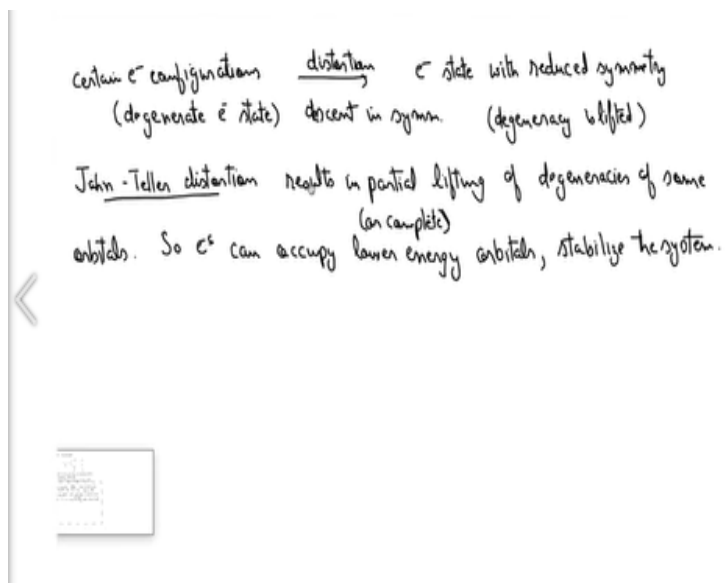 certain e⁻ configurations distortion e⁻ state with reduced symmetry
(degenerate e⁻ state) descent in symm. (degeneracy is lifted)
Jahn-Teller distortion results in partial lifting of degeneracies of some
(or complete)
orbitals. So e⁻s can occupy lower energy orbitals, stabilize the system.